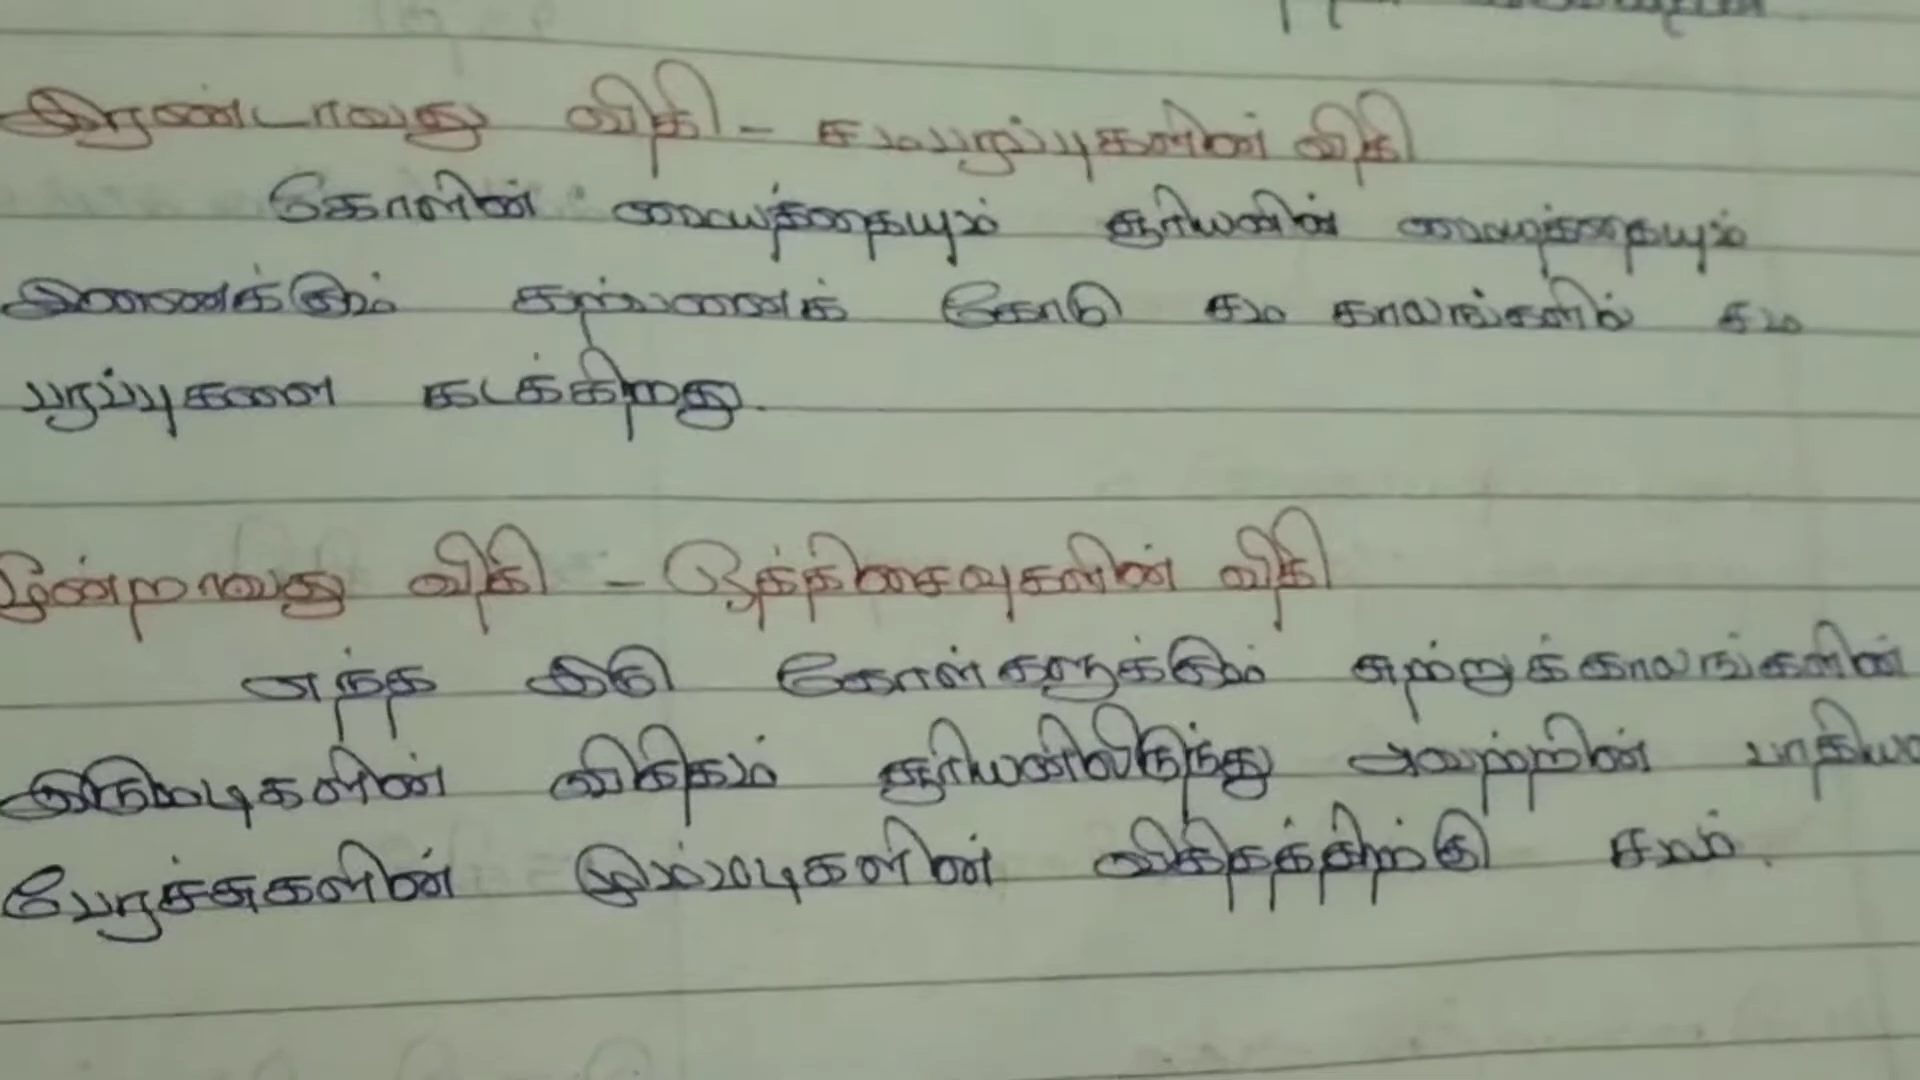 இரண்டாவது விதி - சமபரப்புகளின் விதி
கோளின் மையத்தையும் சூரியனின் மையத்தையும்
இணைக்கும் கற்பனைக் கோடு சம காலங்களில் சம
பரப்புகளை கடக்கிறது.
மூன்றாவது விதி - ஒத்திசைவுகளின் விதி
எந்த இரு கோள்களுக்கும் சுற்றுக்காலங்களின்
இருமடிகளின் விகிதம் சூரியனிலிருந்து அவற்றின் பாதியள
பேரச்சுகளின் மும்மடிகளின் விகிதத்திற்கு சமம்.